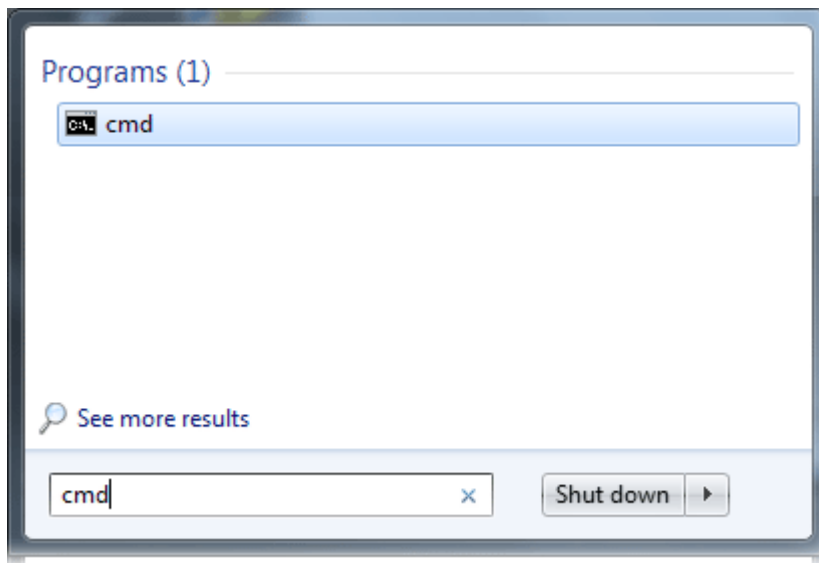 Programs (1)
C:\. cmd
See more results
cmd
Shut down